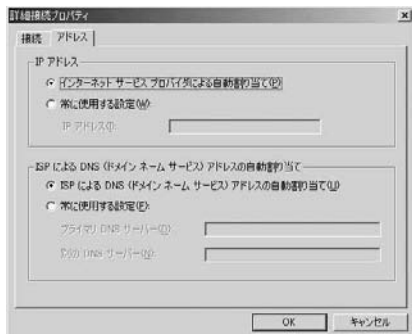 詳細接続プロパティ
接続 アドレス
IP アドレス
インターネット サービス プロバイダによる自動割り当て(P)
常に使用する設定(W):
IP アドレス(I):
ISP による DNS (ドメイン ネーム サービス) アドレスの自動割り当て
ISP による DNS (ドメイン ネーム サービス) アドレスの自動割り当て(U)
常に使用する設定(E):
プライマリ DNS サーバー(D):
DNS サーバー(N):
OK キャンセル